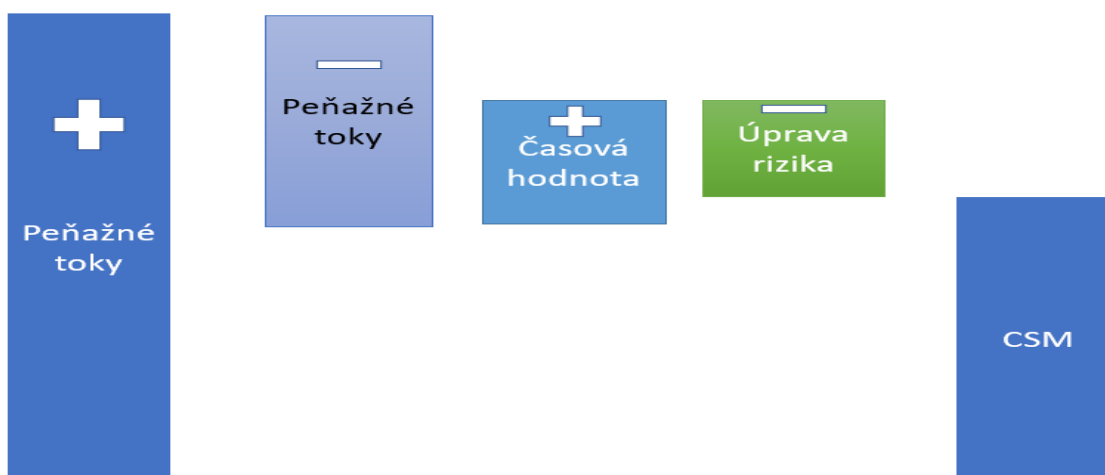 Peňažné
toky
Peňažné
toky
Časová
hodnota
Úprava
rizika
CSM